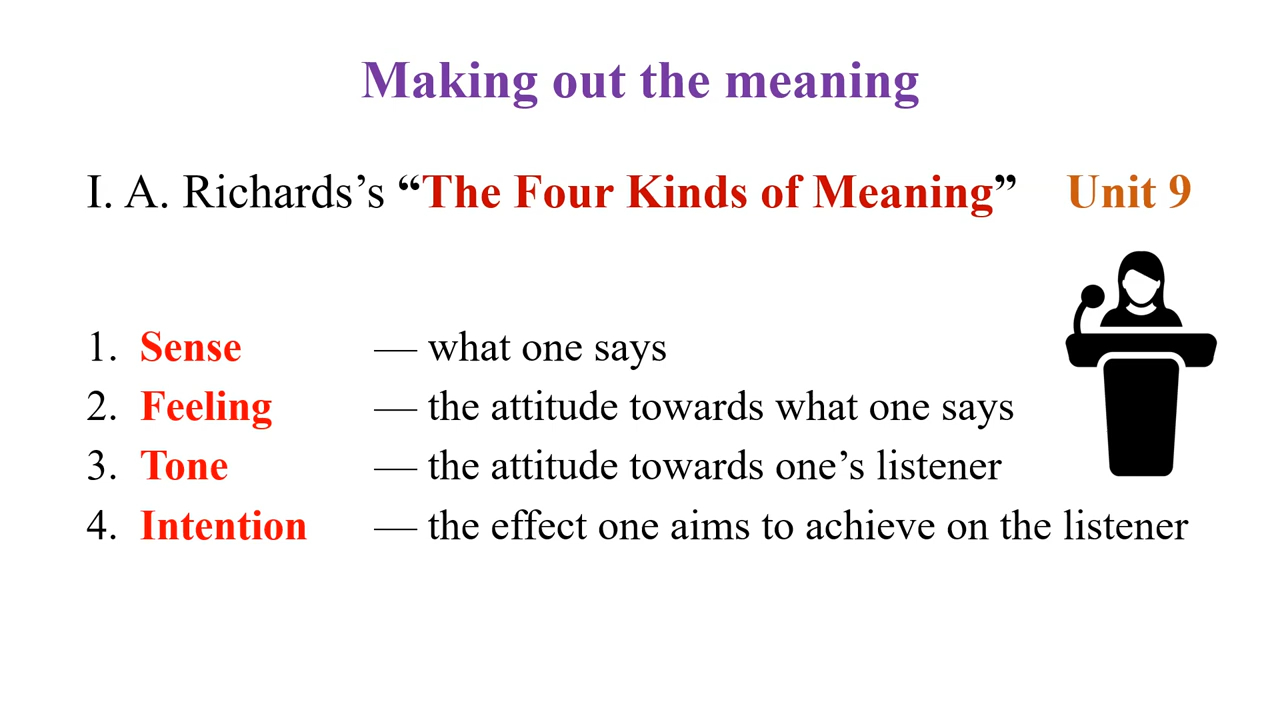 Making out the meaning
I. A. Richards’s “The Four Kinds of Meaning” Unit 9
1. Sense — what one says
2. Feeling — the attitude towards what one says
3. Tone — the attitude towards one’s listener
4. Intention — the effect one aims to achieve on the listener